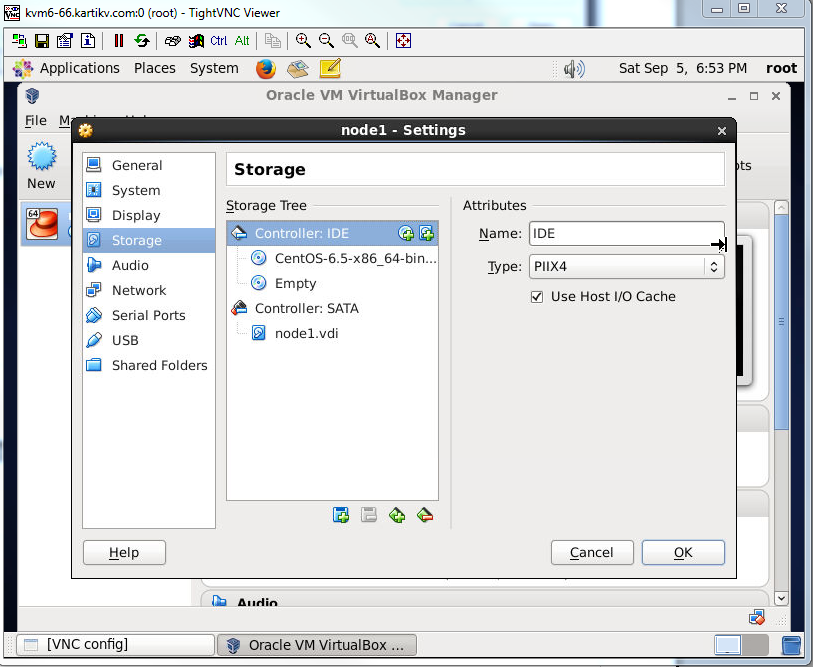 kvm6-66.kartikv.com:0 (root) - TightVNC Viewer
Ctrl Alt
Applications Places System Sat Sep 5, 6:53 PM root
Oracle VM VirtualBox Manager
File
node1 - Settings
New
64
General
System
Display
Storage
Audio
Network
Serial Ports
USB
Shared Folders
Storage
Storage Tree
Controller: IDE
CentOS-6.5-x86_64-bin...
Empty
Controller: SATA
node1.vdi
Attributes
Name: IDE
Type: PIIX4
Use Host I/O Cache
Help Cancel OK
Audio
[VNC config] Oracle VM VirtualBox ...